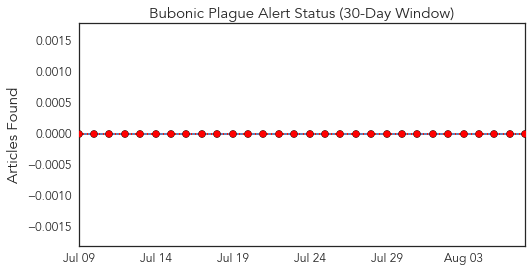 Bubonic Plague Alert Status (30-Day Window)
Articles Found
0.0015
0.0010
0.0005
0.0000
−0.0005
−0.0010
−0.0015
Jul 09 Jul 14 Jul 19 Jul 24 Jul 29 Aug 03